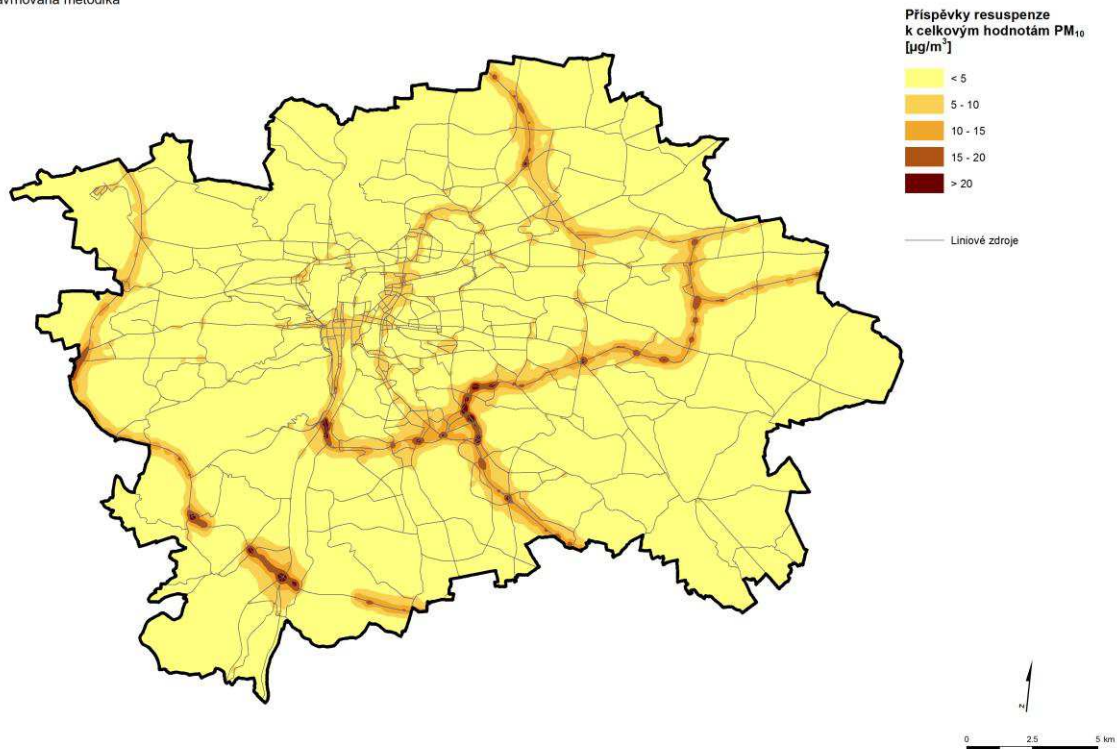 metodika
Příspěvky resuspenze
k celkovým hodnotám PM₁₀
[µg/m³]
< 5
5 - 10
10 - 15
15 - 20
> 20
Liniové zdroje
N
0 2.5 5 km